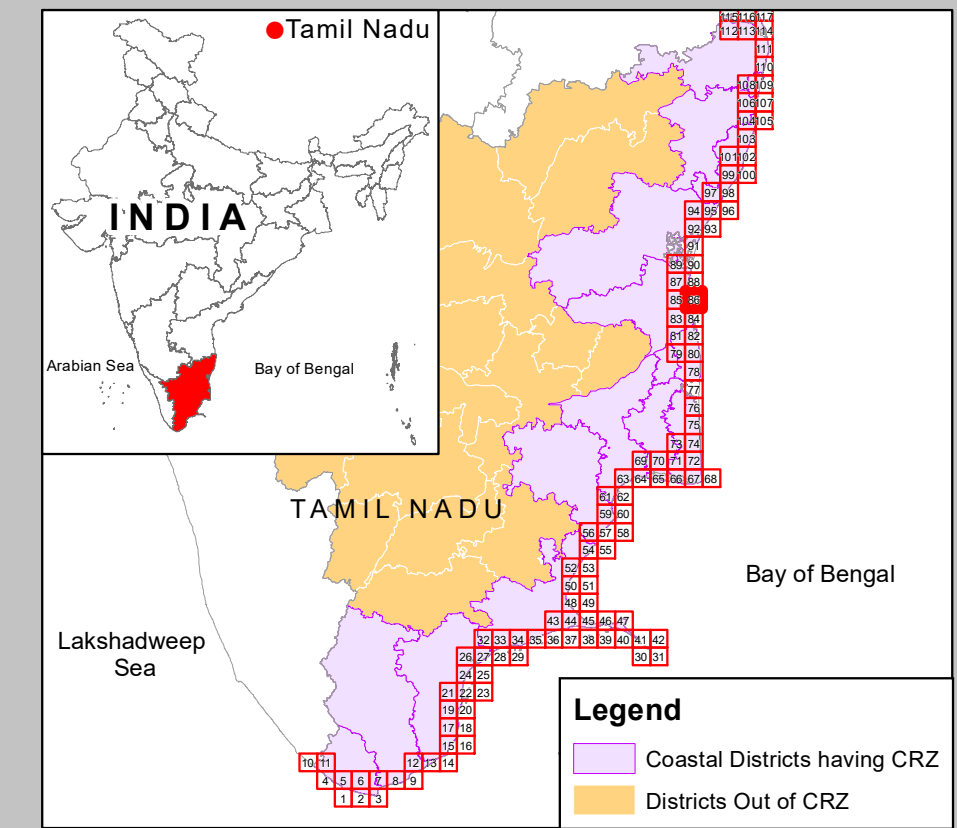 Tamil Nadu
INDIA
Arabian Sea
Bay of Bengal
115 116 117
112 113 114
111
110
108 109
106 107
104 105
103
101 102
99 100
97 98
94 95 96
92 93
91
89 90
87 88
85 86
83 84
81 82
79 80
78
77
76
75
73 74
69 70 71 72
63 64 65 66 67 68
61 62
TAMIL NADU
59 60
56 57 58
54 55
52 53
Bay of Bengal
50 51
48 49
43 44 45 46 47
Lakshadweep
Sea
32 33 34 35 36 37 38 39 40 41 42
26 27 28 29 30 31
24 25
21 22 23
19 20
17 18
15 16
10 11 12 13 14
4 5 6 7 8 9
1 2 3
Legend
Coastal Districts having CRZ
Districts Out of CRZ